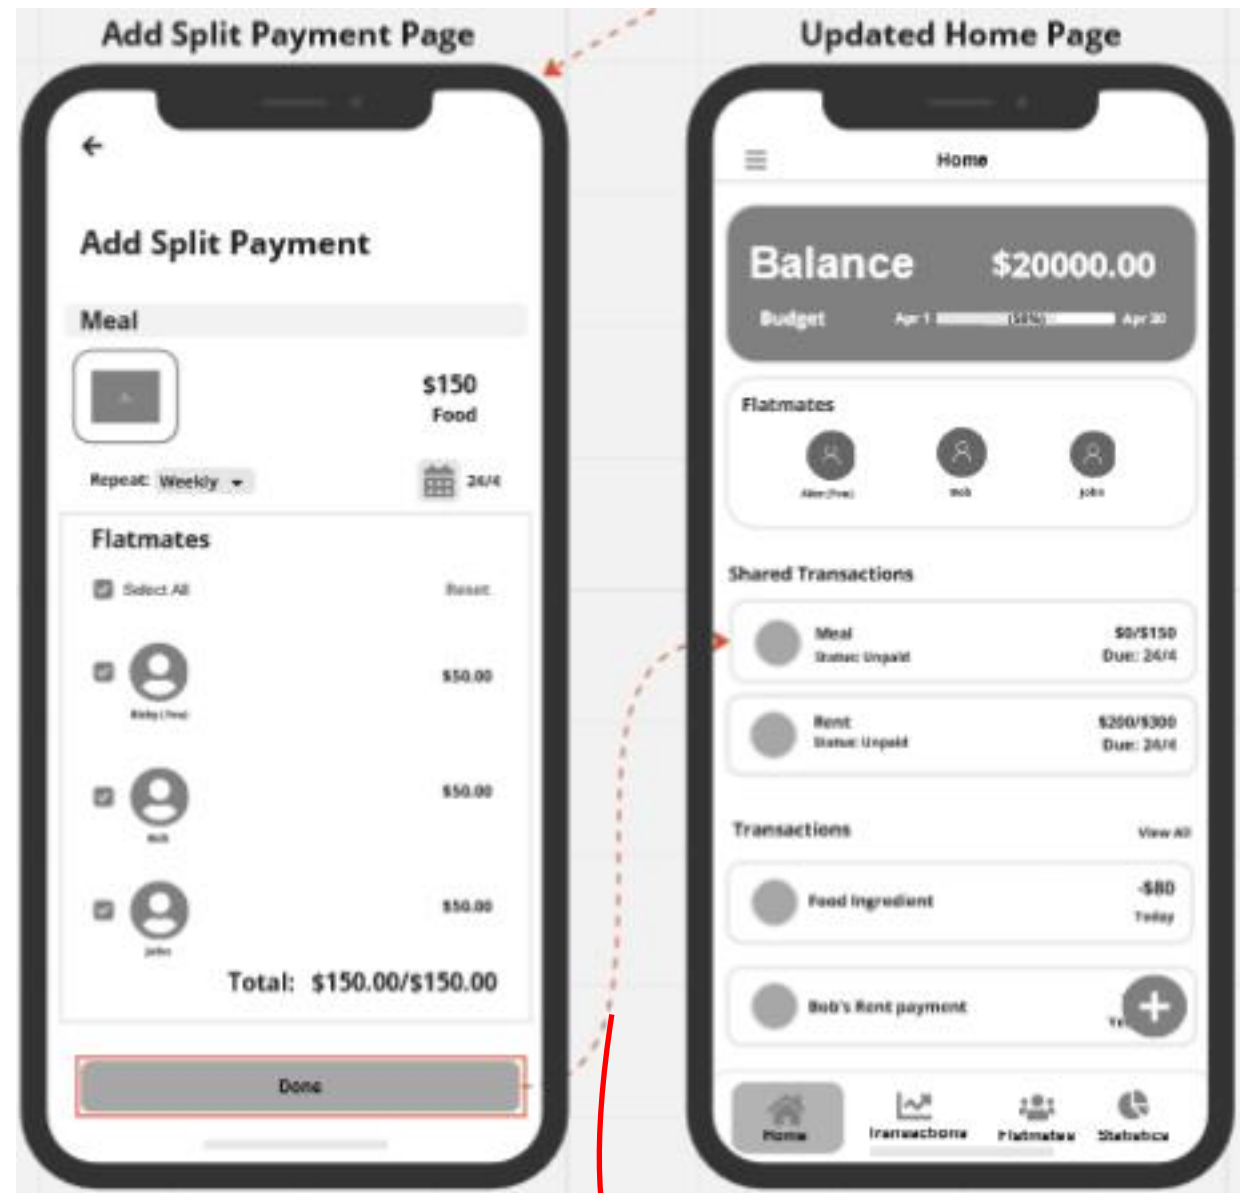 Add Split Payment Page
Add Split Payment
Meal
$150
Food
Repeat: Weekly
24/4
Flatmates
Select All
Reset
$50.00
(You)
$50.00
Bob
$50.00
John
Total: $150.00/$150.00
Done
Updated Home Page
Home
Balance $20000.00
Budget Apr 1 Apr 30
Flatmates
(You) Bob John
Shared Transactions
Meal $0/$150
Status: Unpaid Due: 24/4
Rent $200/$300
Status: Unpaid Due: 24/4
Transactions View All
Food Ingredient -$80
Today
Bob's Rent payment
Home Transactions Flatmates Statistics